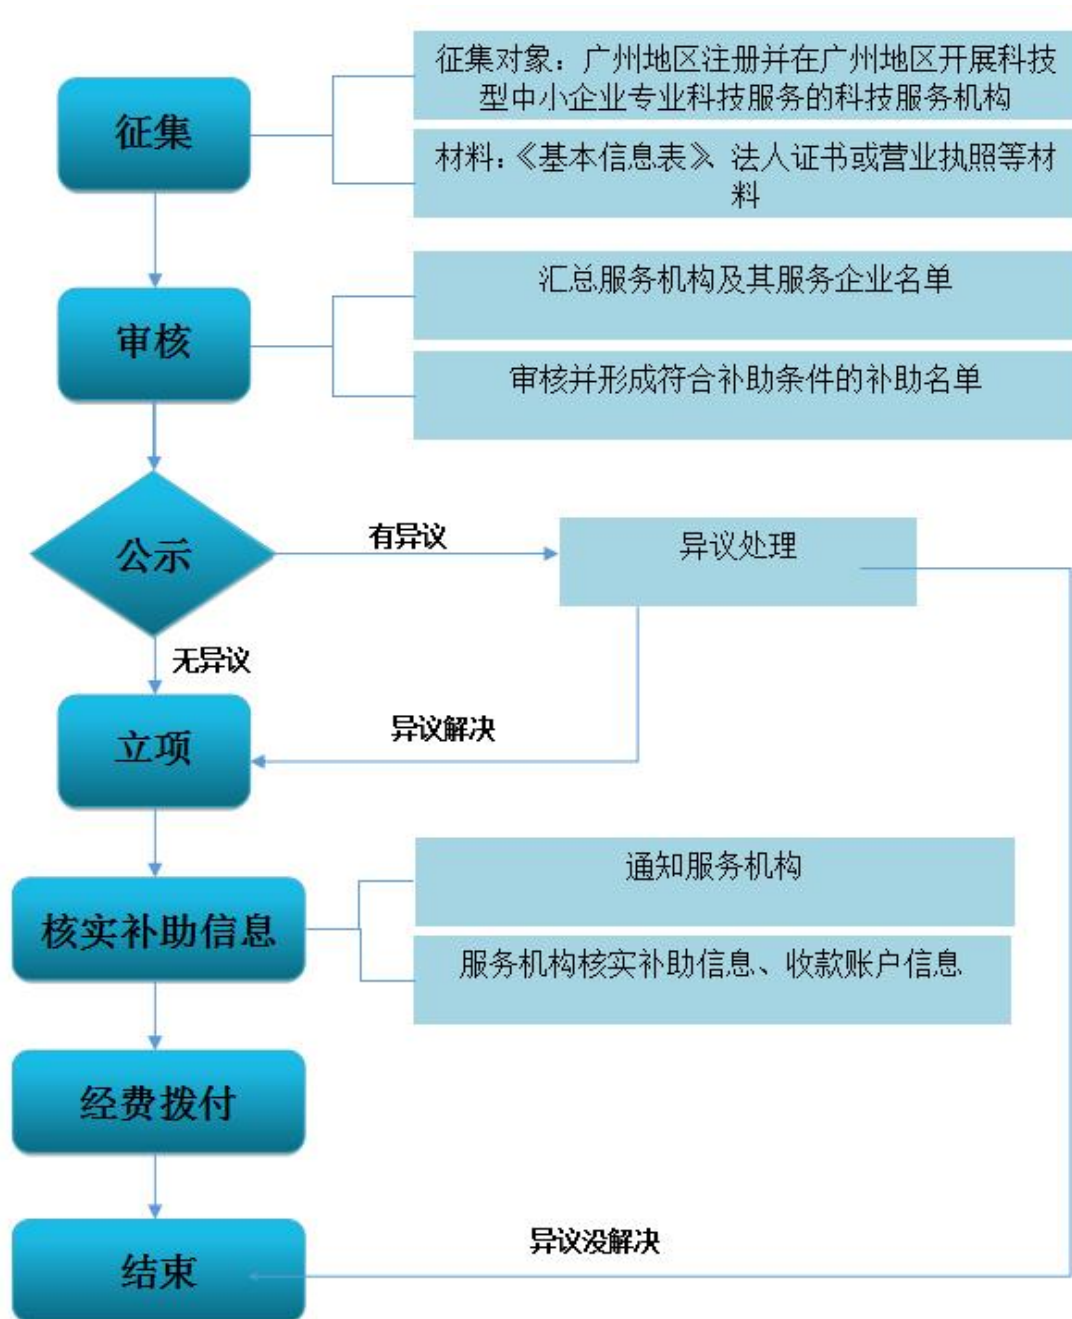 征集
征集对象：广州地区注册并在广州地区开展科技
型中小企业专业科技服务的科技服务机构
材料：《基本信息表》、法人证书或营业执照等材
料
审核
汇总服务机构及其服务企业名单
审核并形成符合补助条件的补助名单
公示
有异议
异议处理
无异议
立项
异议解决
核实补助信息
通知服务机构
服务机构核实补助信息、收款账户信息
经费拨付
异议没解决
结束